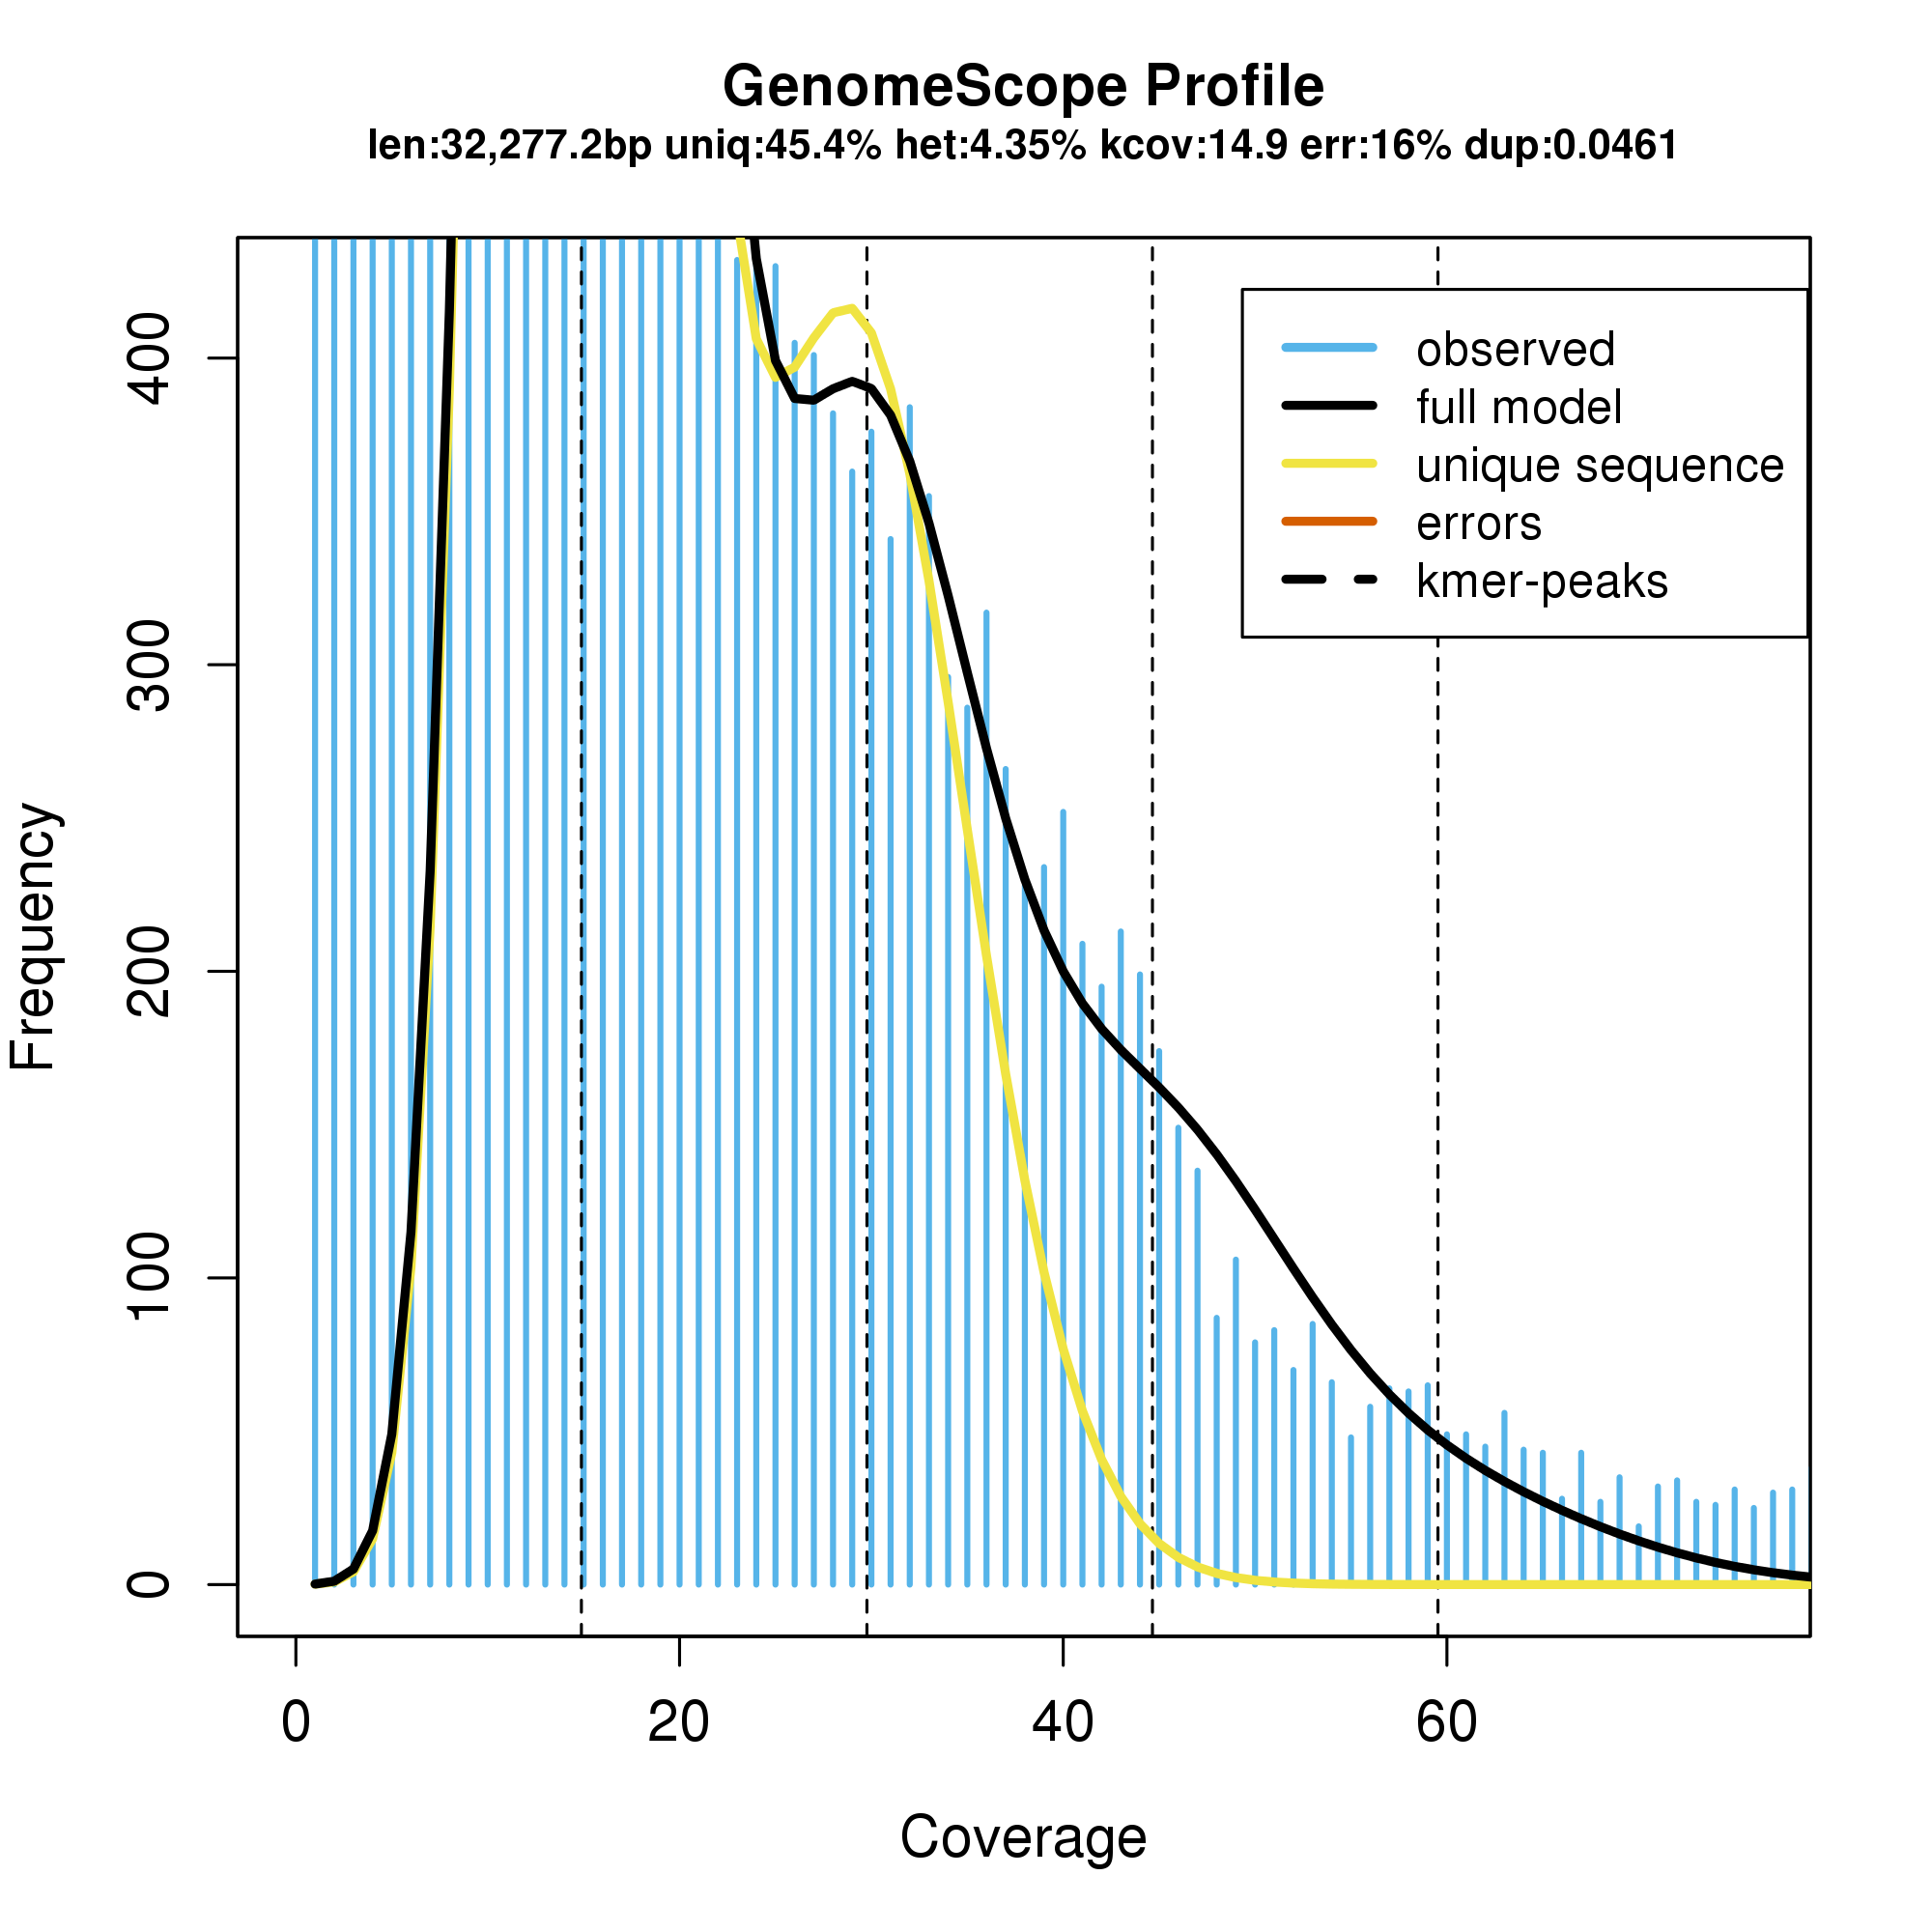 GenomeScope Profile
len:32,277.2bp uniq:45.4% het:4.35% kcov:14.9 err:16% dup:0.0461
observed
full model
unique sequence
errors
kmer-peaks
Frequency
400
300
200
100
0
0 20 40 60
Coverage